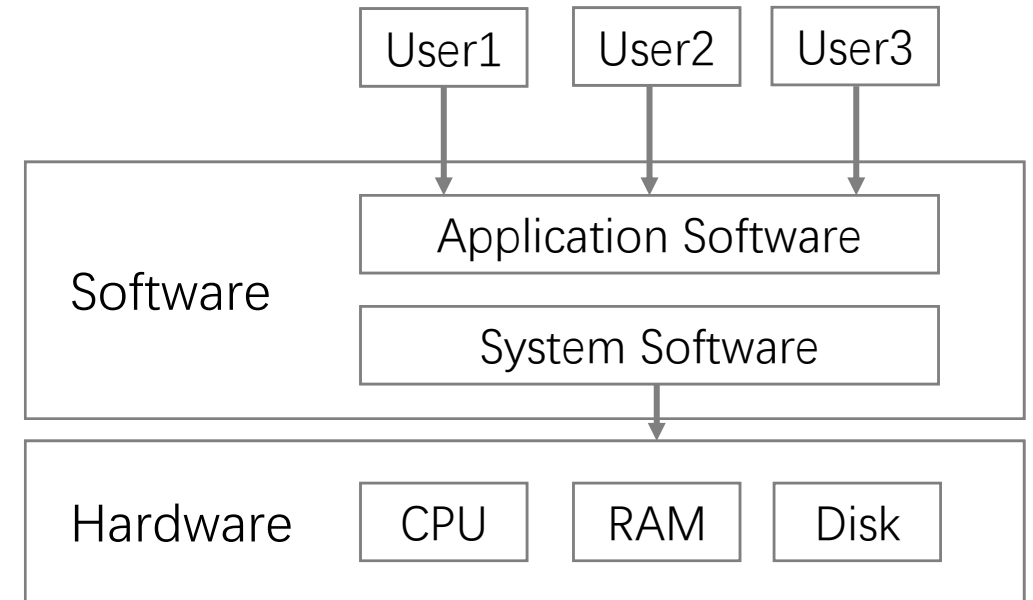 User1 User2 User3
Application Software
Software
System Software
Hardware CPU RAM Disk